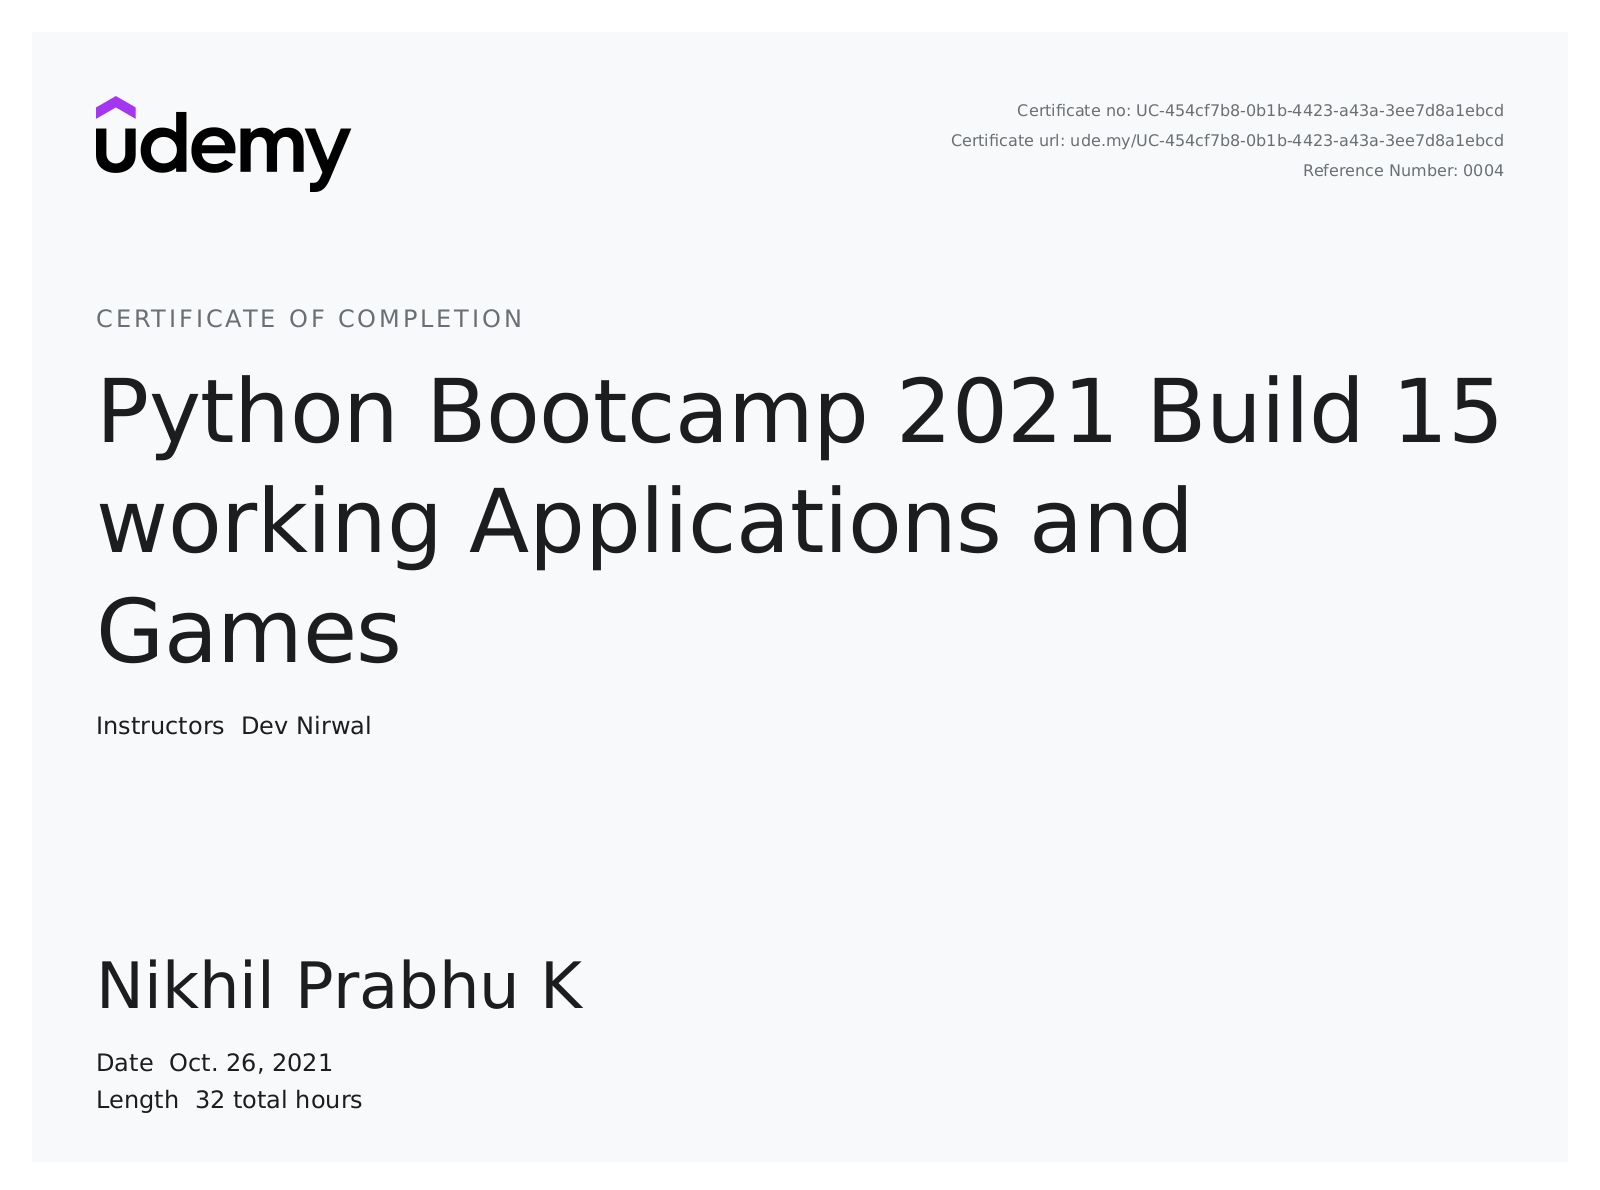 udemy
Certificate no: UC-454cf7b8-0b1b-4423-a43a-3ee7d8a1ebcd
Certificate url: ude.my/UC-454cf7b8-0b1b-4423-a43a-3ee7d8a1ebcd
Reference Number: 0004
CERTIFICATE OF COMPLETION
Python Bootcamp 2021 Build 15
working Applications and
Games
Instructors Dev Nirwal
Nikhil Prabhu K
Date Oct. 26, 2021
Length 32 total hours